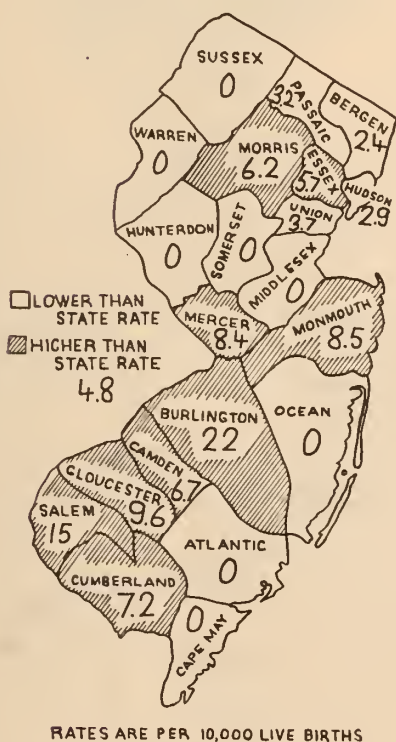 SUSSEX
0
PASSAIC
3.2
BERGEN
2.4
WARREN
0
MORRIS
6.2
ESSEX
5.7
HUDSON
2.9
UNION
3.7
HUNTERDON
0
SOMERSET
0
MIDDLESEX
0
LOWER THAN
STATE RATE
HIGHER THAN
STATE RATE
4.8
MERCER
8.4
MONMOUTH
8.5
BURLINGTON
22
OCEAN
0
CAMDEN
6.7
GLOUCESTER
9.6
SALEM
15
ATLANTIC
0
CUMBERLAND
7.2
0
CAPE MAY
RATES ARE PER 10,000 LIVE BIRTHS